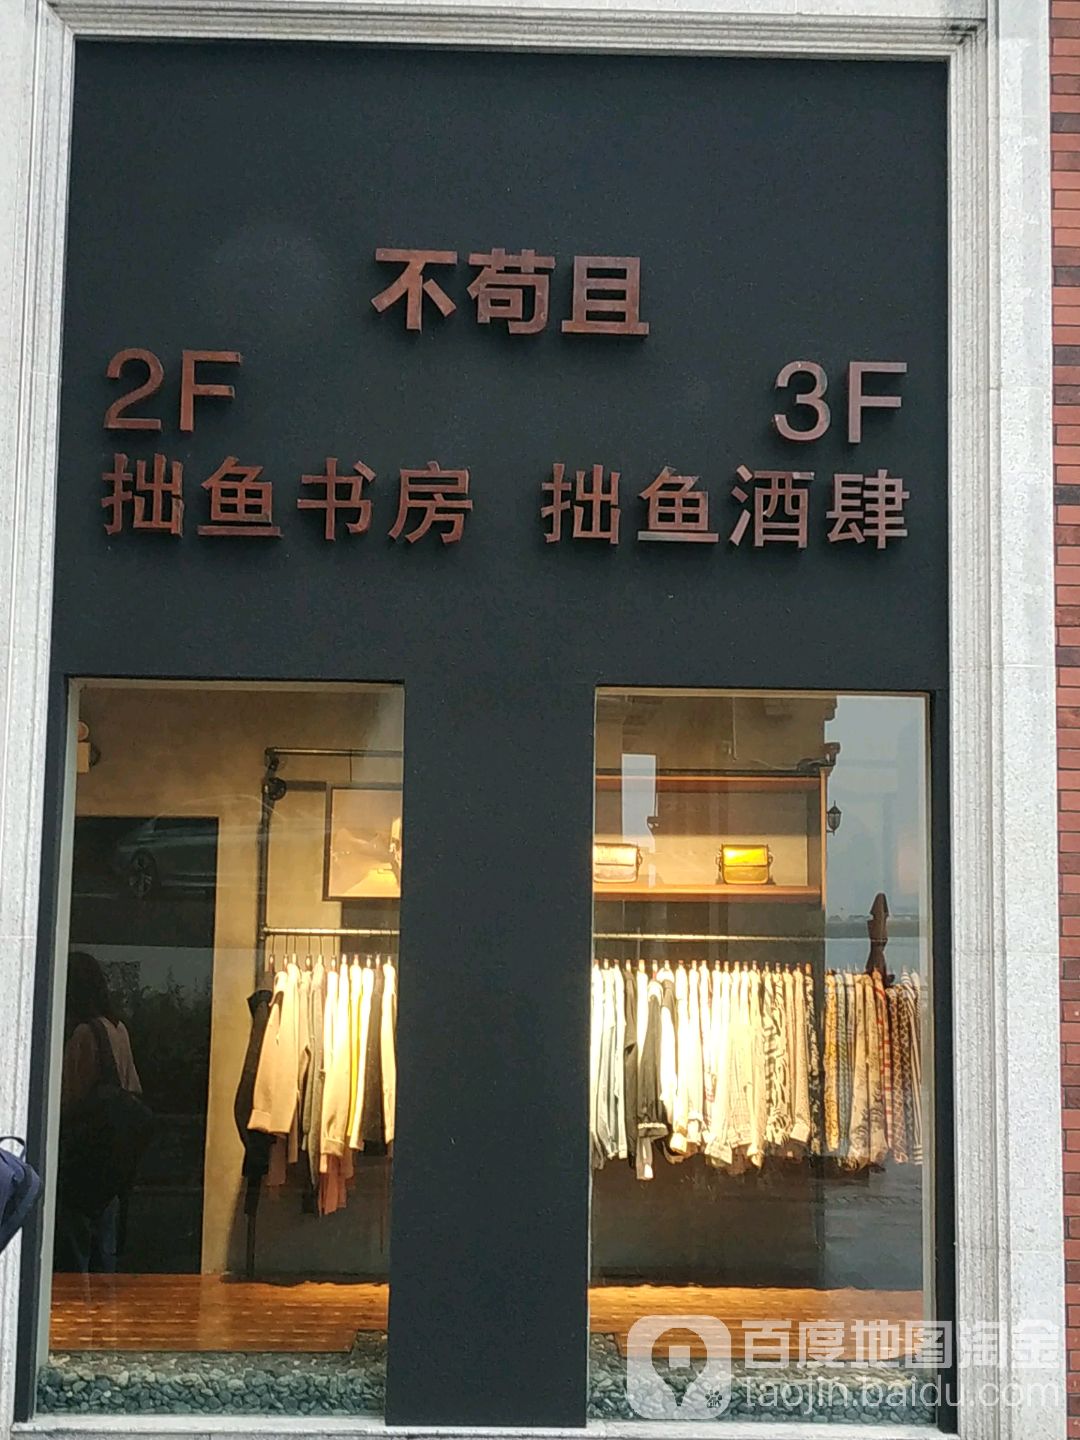 不苟且
2F
3F
拙鱼书房 拙鱼酒肆
百度地图淘金
taojin.baidu.com